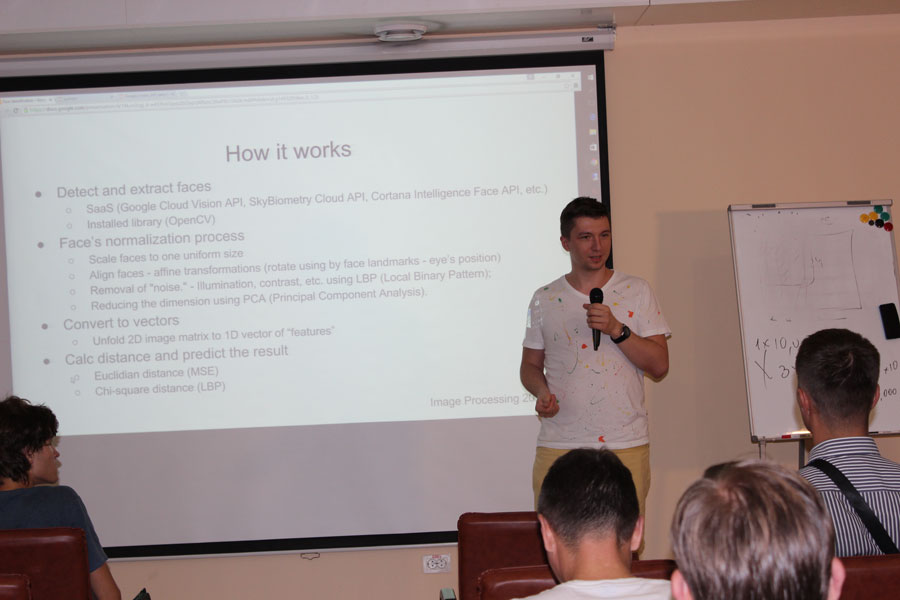 How it works
● Detect and extract faces
○ SaaS (Google Cloud Vision API, SkyBiometry Cloud API, Cortana Intelligence Face API, etc.)
○ Installed library (OpenCV)
● Face's normalization process
○ Scale faces to one uniform size
○ Align faces - affine transformations (rotate using by face landmarks - eye's position)
○ Removal of "noise." - Illumination, contrast, etc. using LBP (Local Binary Pattern);
○ Reducing the dimension using PCA (Principal Component Analysis).
● Convert to vectors
○ Unfold 2D image matrix to 1D vector of "features"
● Calc distance and predict the result
○ Euclidian distance (MSE)
○ Chi-square distance (LBP)
Image Processing